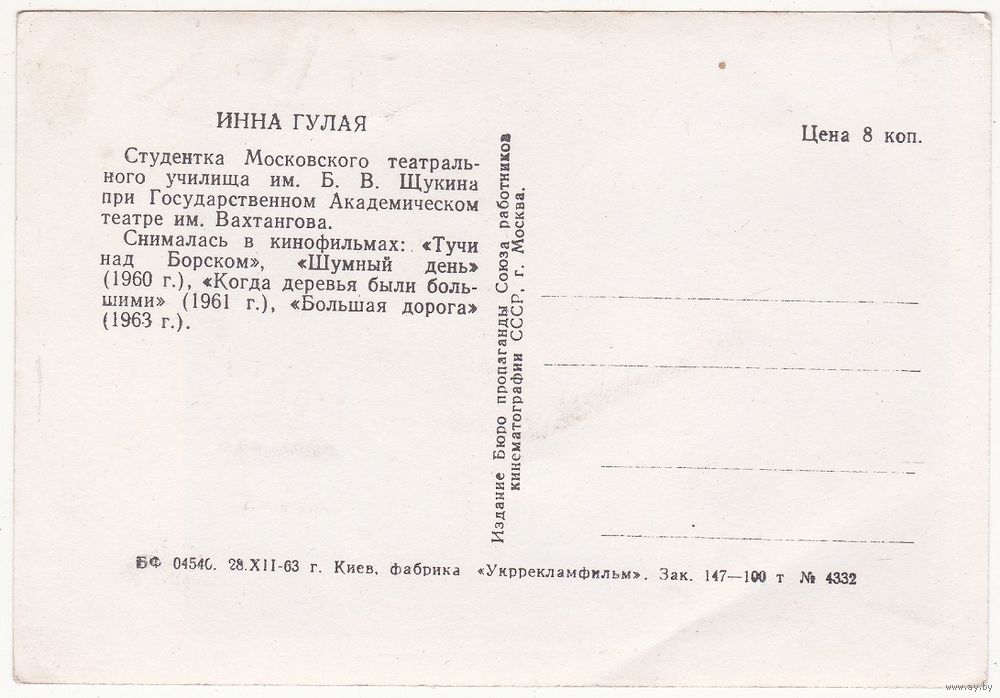 ИННА ГУЛАЯ
Студентка Московского театраль-
ного училища им. Б. В. Щукина
при Государственном Академическом
театре им. Вахтангова.
Снималась в кинофильмах: «Тучи
над Борском», «Шумный день»
(1960 г.), «Когда деревья были боль-
шими» (1961 г.), «Большая дорога»
(1963 г.).
Издание Бюро пропаганды Союза работников
кинематографии СССР, г. Москва.
Цена 8 коп.
БФ 04540. 28.XII-63 г. Киев, фабрика «Укррекламфильм». Зак. 147—100 т № 4332
www.ay.by